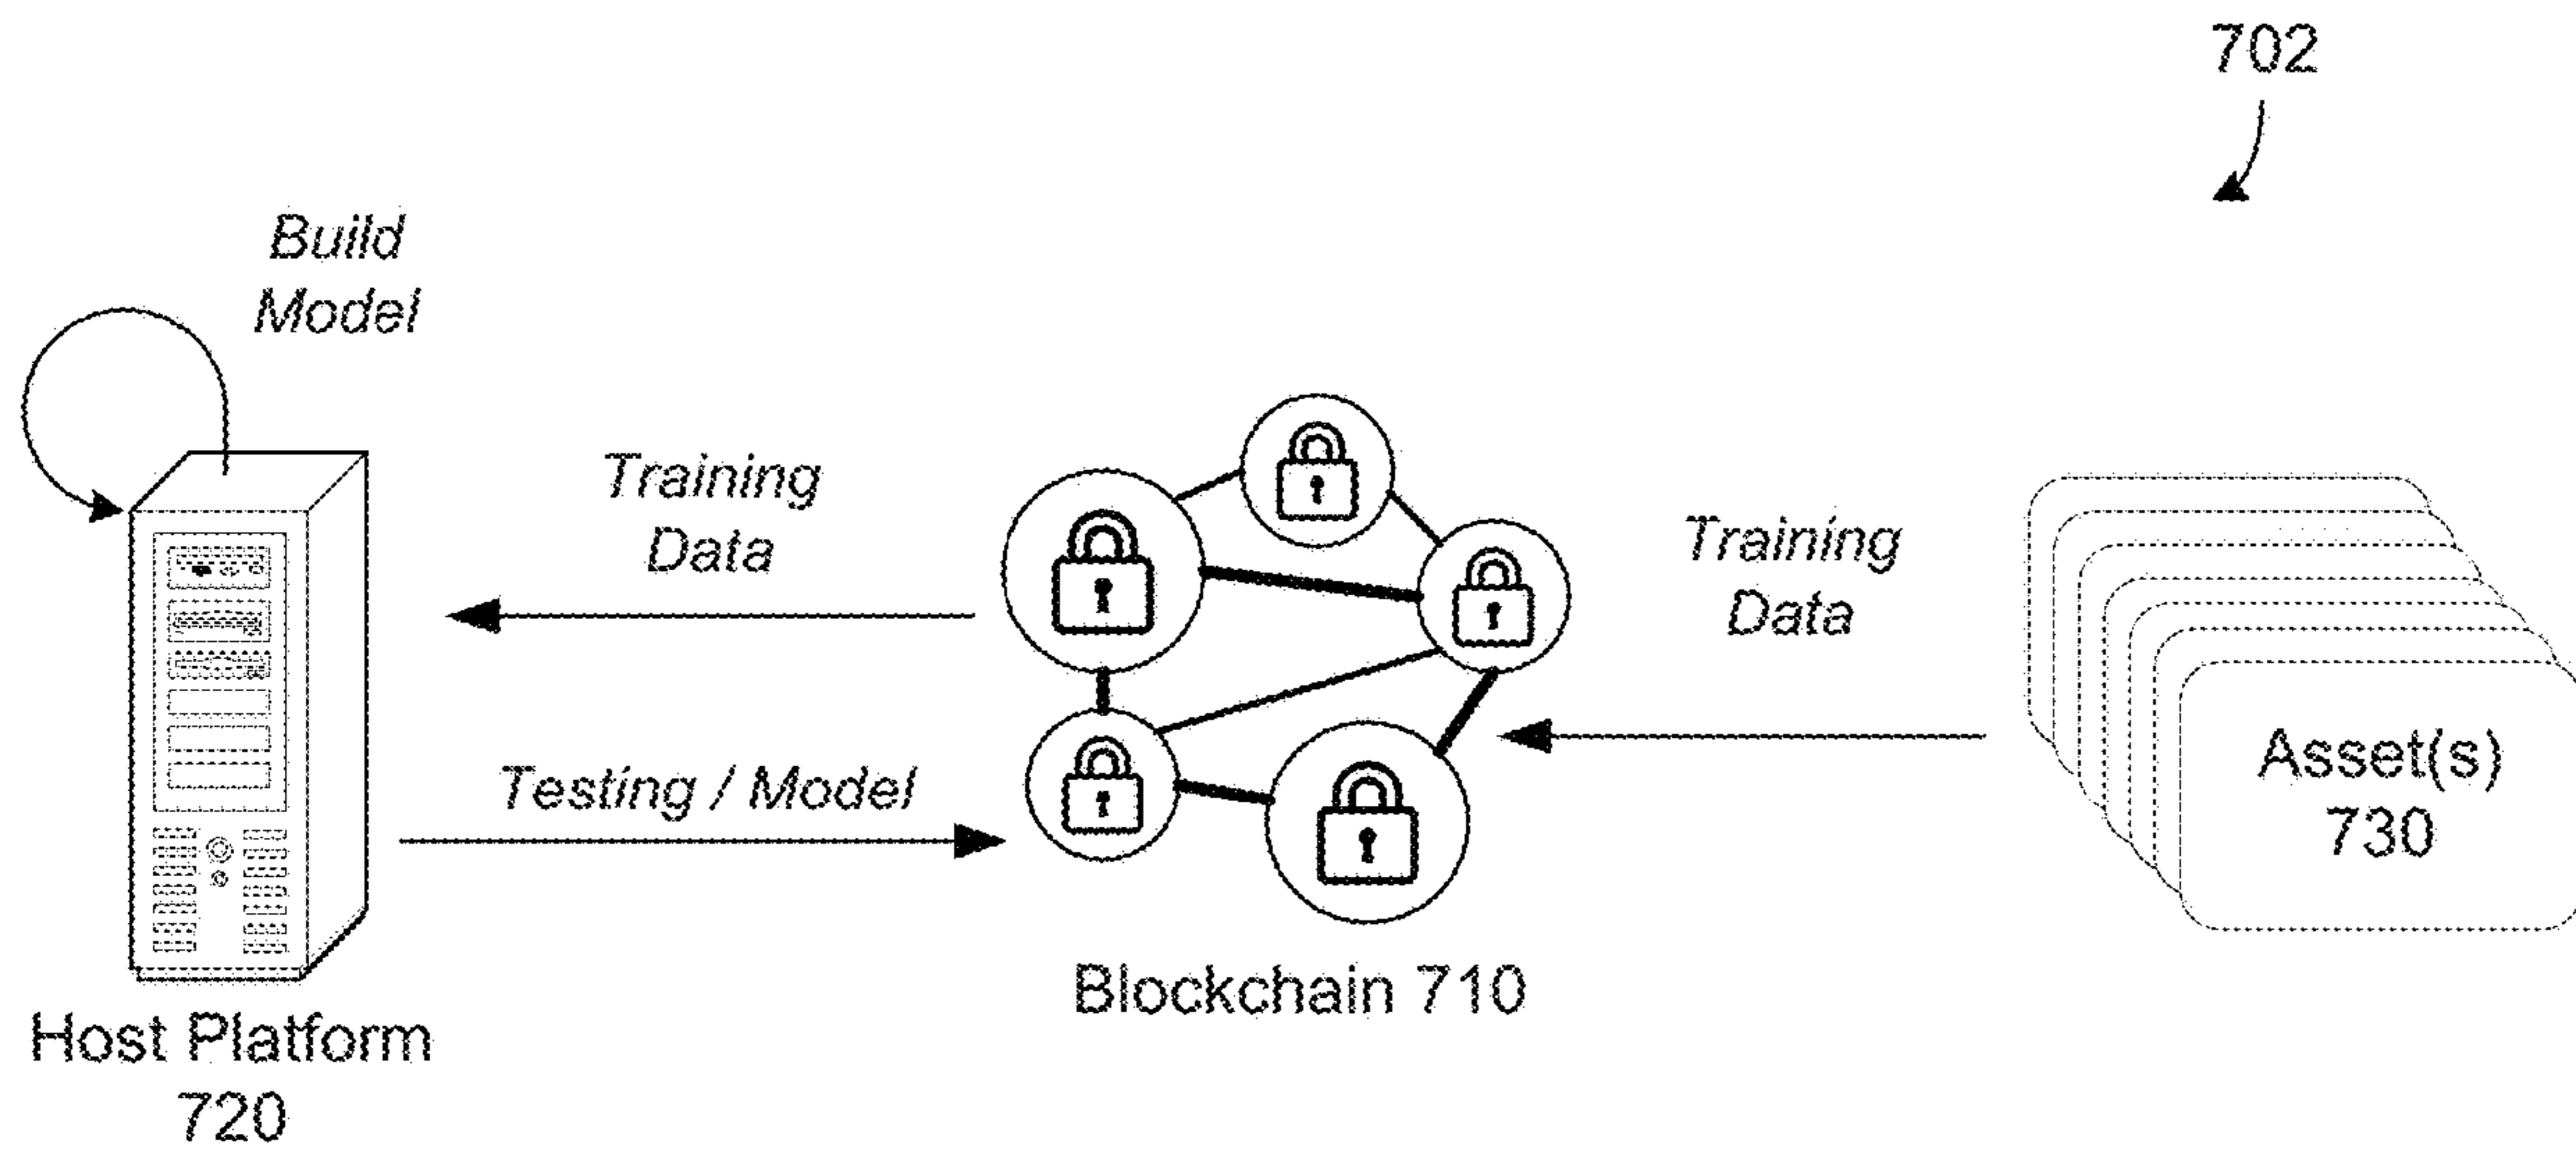 702
Build
Model
Training
Data
Training
Data
Testing / Model
Asset(s)
730
Blockchain 710
Host Platform
720